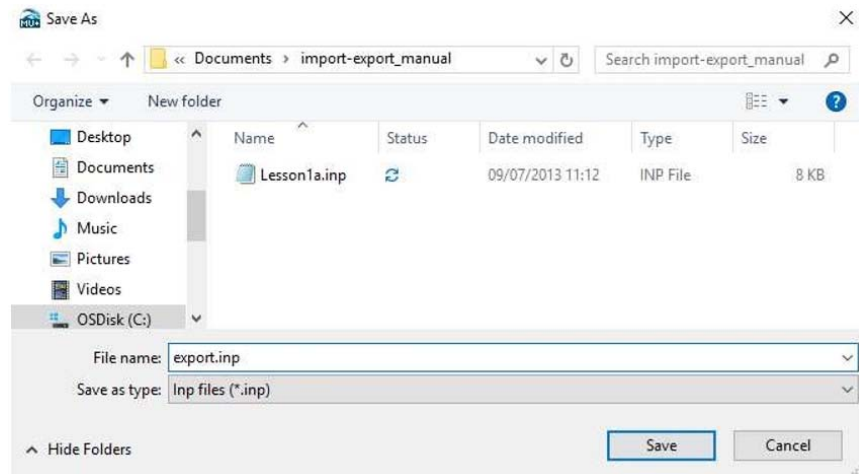 MU+ Save As
« Documents › import-export_manual Search import-export_manual
Organize New folder
Name Status Date modified Type Size
Desktop
Documents
Lesson1a.inp 09/07/2013 11:12 INP File 8 KB
Downloads
Music
Pictures
Videos
OSDisk (C:)
File name: export.inp
Save as type: Inp files (*.inp)
Hide Folders Save Cancel